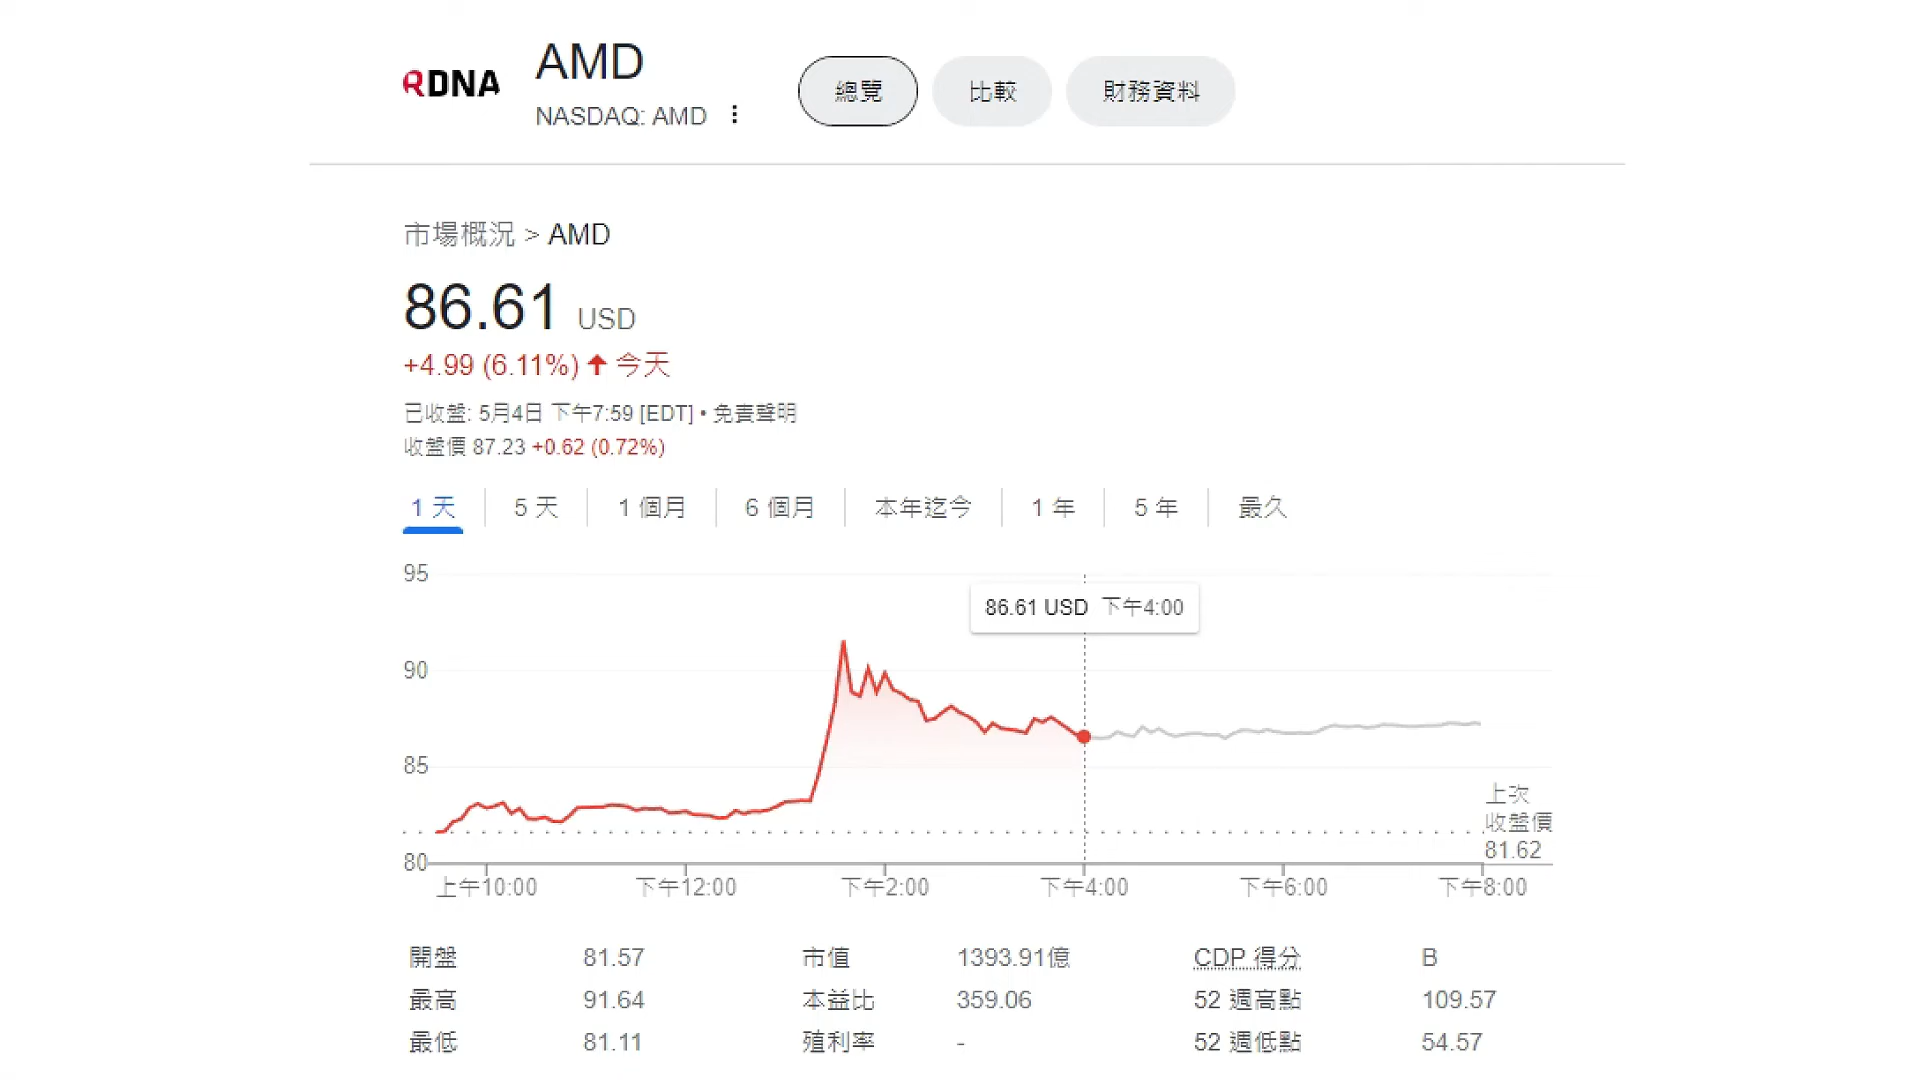 RDNA
AMD
NASDAQ: AMD
總覽
比較
財務資料
市場概況 > AMD
86.61 USD
+4.99 (6.11%) ↑ 今天
已收盤: 5月4日 下午7:59 [EDT] • 免責聲明
收盤價 87.23 +0.62 (0.72%)
1 天
5 天
1 個月
6 個月
本年迄今
1 年
5 年
最久
95
86.61 USD 下午4:00
90
85
上次
收盤價
81.62
80
上午10:00
下午12:00
下午2:00
下午4:00
下午6:00
下午8:00
開盤 81.57 市值 1393.91億 CDP 得分 B
最高 91.64 本益比 359.06 52 週高點 109.57
最低 81.11 殖利率 - 52 週低點 54.57